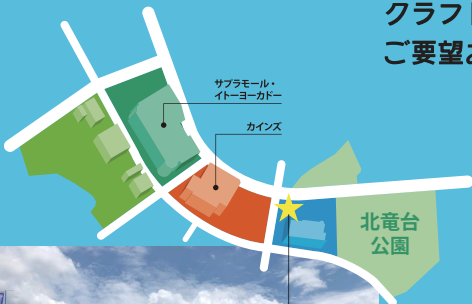 クラフト
ご要望
サプラモール・
イトーヨーカドー
カインズ
北竜台
公園